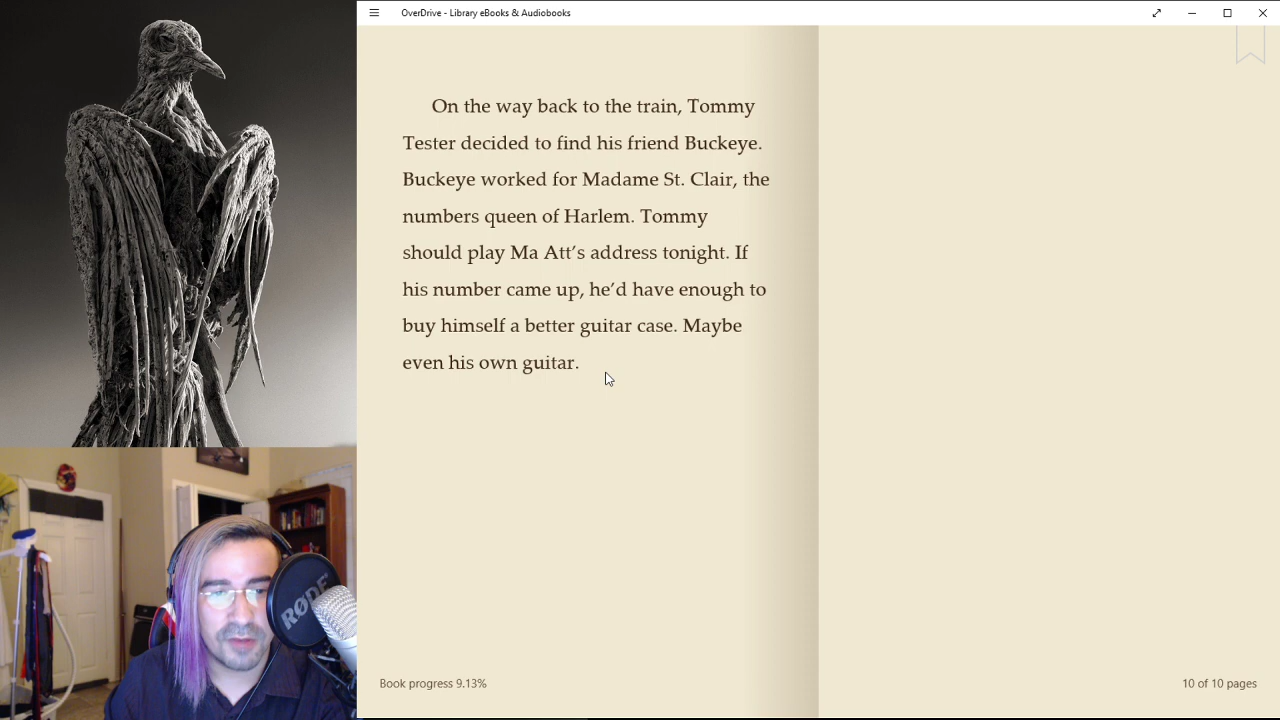 OverDrive - Library eBooks & Audiobooks
On the way back to the train, Tommy
Tester decided to find his friend Buckeye.
Buckeye worked for Madame St. Clair, the
numbers queen of Harlem. Tommy
should play Ma Att’s address tonight. If
his number came up, he’d have enough to
buy himself a better guitar case. Maybe
even his own guitar.
RØDE
Book progress 9.13%
10 of 10 pages